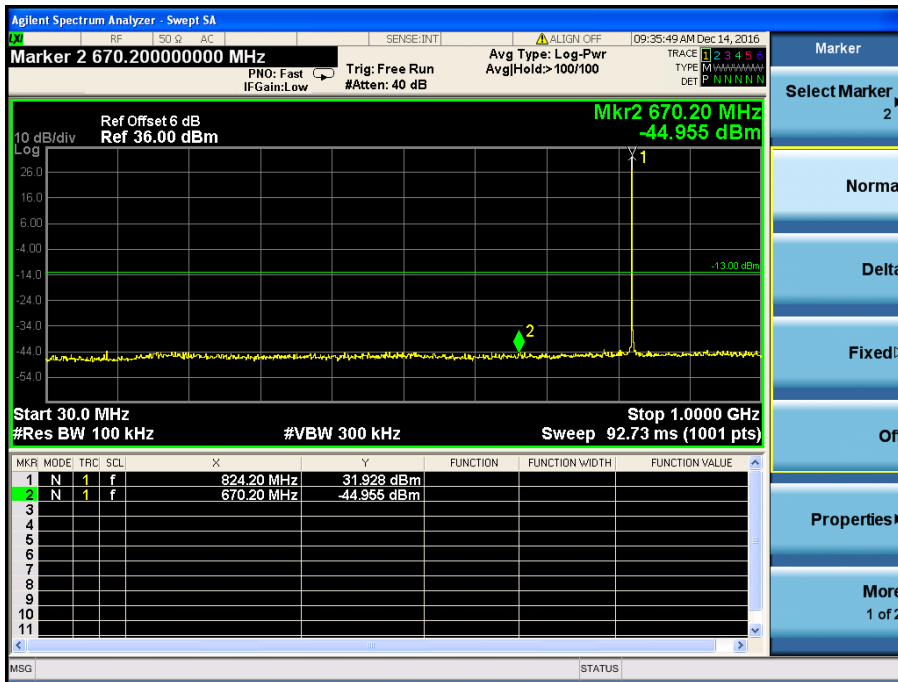 Agilent Spectrum Analyzer - Swept SA
LXI RF 50 Ω AC SENSE:INT ALIGN OFF 09:35:49 AM Dec 14, 2016
Marker 2 670.200000000 MHz
PNO: Fast
IFGain:Low
Trig: Free Run
#Atten: 40 dB
Avg Type: Log-Pwr
Avg|Hold:>100/100
TRACE 1 2 3 4 5 6
TYPE M WWWWW
DET P N N N N N
Mkr2 670.20 MHz
-44.955 dBm
Ref Offset 6 dB
10 dB/div Ref 36.00 dBm
Log
1
26.0
16.0
6.00
-4.00
-13.00 dBm
-14.0
-24.0
-34.0
2
-44.0
-54.0
Start 30.0 MHz Stop 1.0000 GHz
#Res BW 100 kHz #VBW 300 kHz Sweep 92.73 ms (1001 pts)
MKR MODE TRC SCL X Y FUNCTION FUNCTION WIDTH FUNCTION VALUE
1 N 1 f 824.20 MHz 31.928 dBm
2 N 1 f 670.20 MHz -44.955 dBm
3
4
5
6
7
8
9
10
11
MSG STATUS
Marker
Select Marker
2
Norma
Delta
Fixed
Of
Properties
More
1 of 2